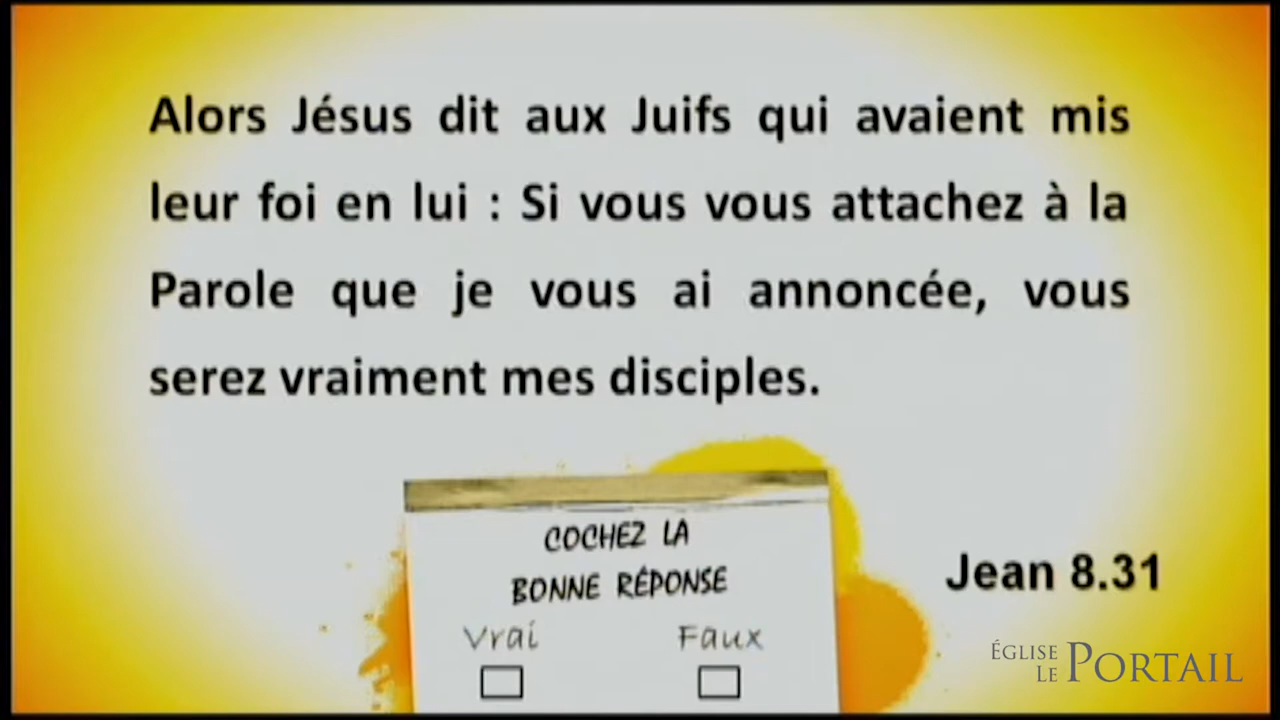 Alors Jésus dit aux Juifs qui avaient mis
leur foi en lui : Si vous vous attachez à la
Parole que je vous ai annoncée, vous
serez vraiment mes disciples.
COCHEZ LA
BONNE RÉPONSE
Vrai Faux
Jean 8.31
ÉGLISE
LE PORTAIL